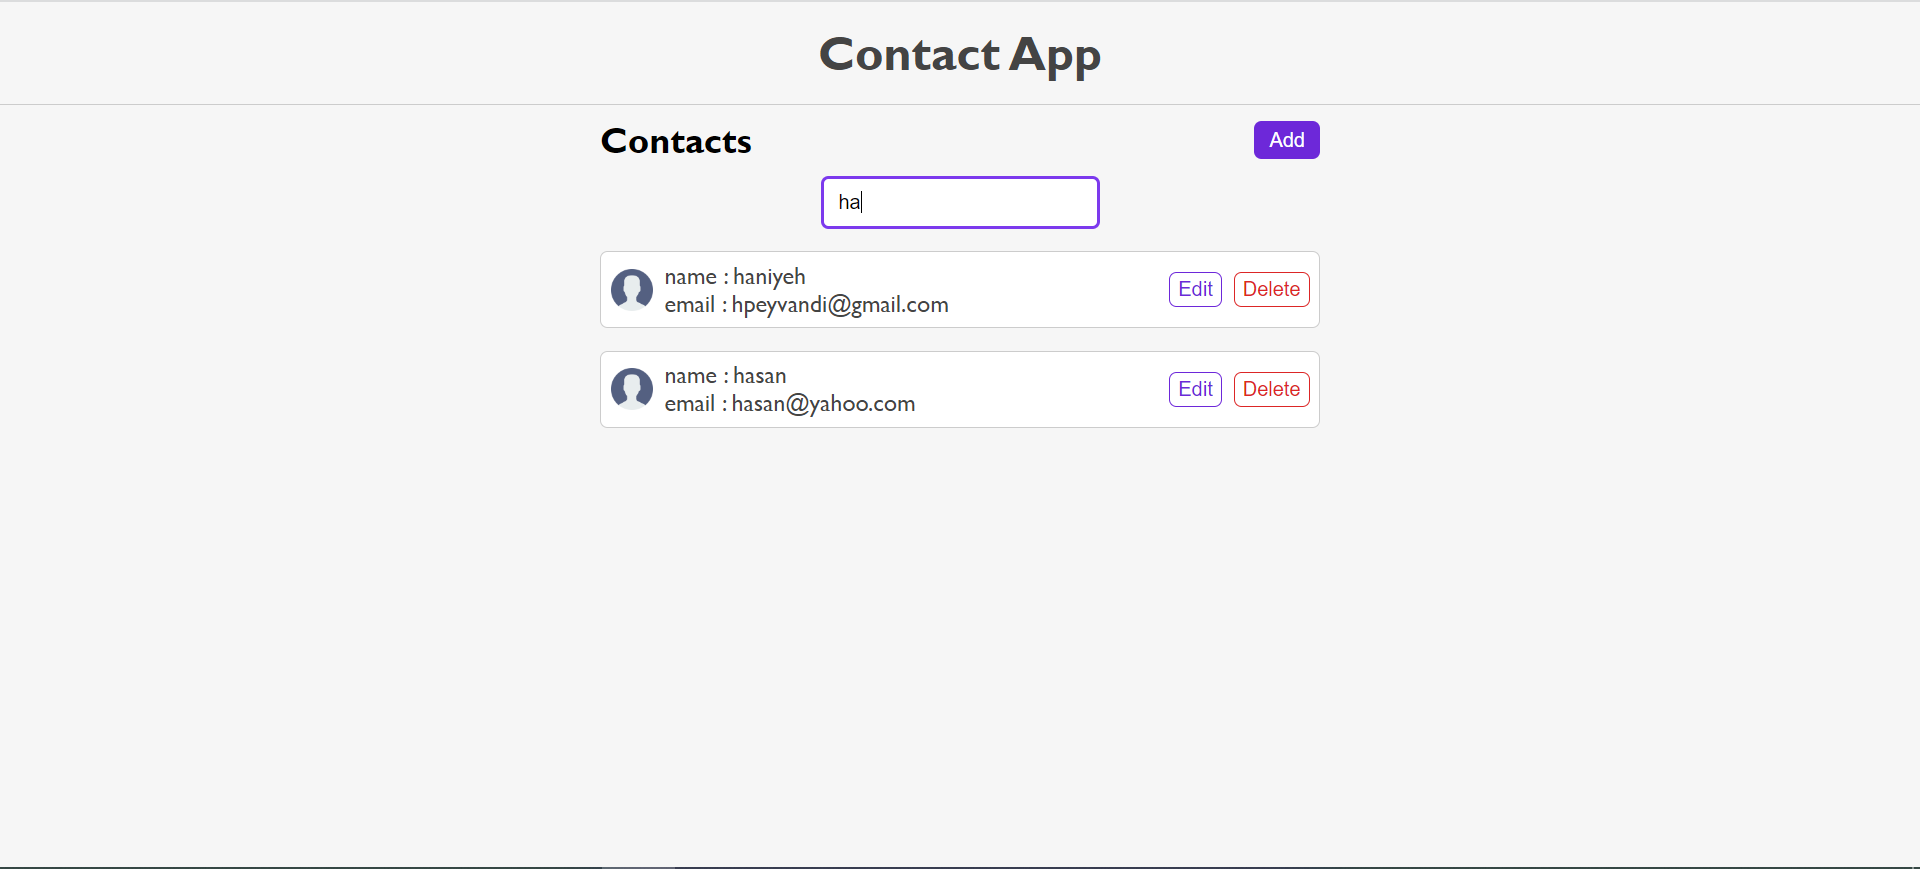 Contact App
Contacts
Add
ha
name : haniyeh
email : hpeyvandi@gmail.com
Edit
Delete
name : hasan
email : hasan@yahoo.com
Edit
Delete